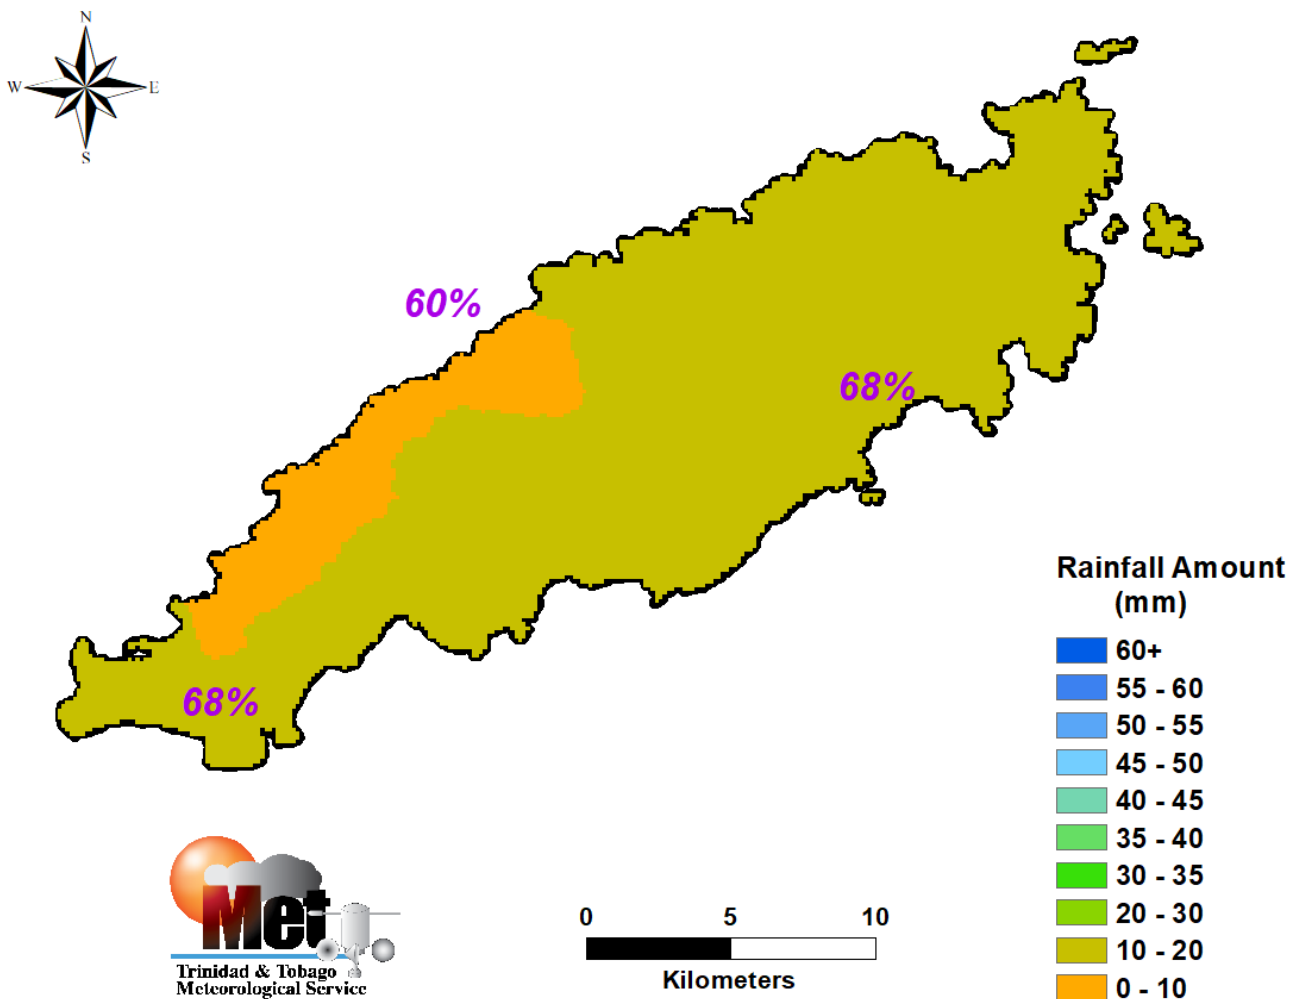 N
W E
S
60%
68%
68%
Rainfall Amount
(mm)
60+
55 - 60
50 - 55
45 - 50
40 - 45
35 - 40
30 - 35
20 - 30
10 - 20
0 - 10
0 5 10
Kilometers
Met
Trinidad & Tobago
Meteorological Service